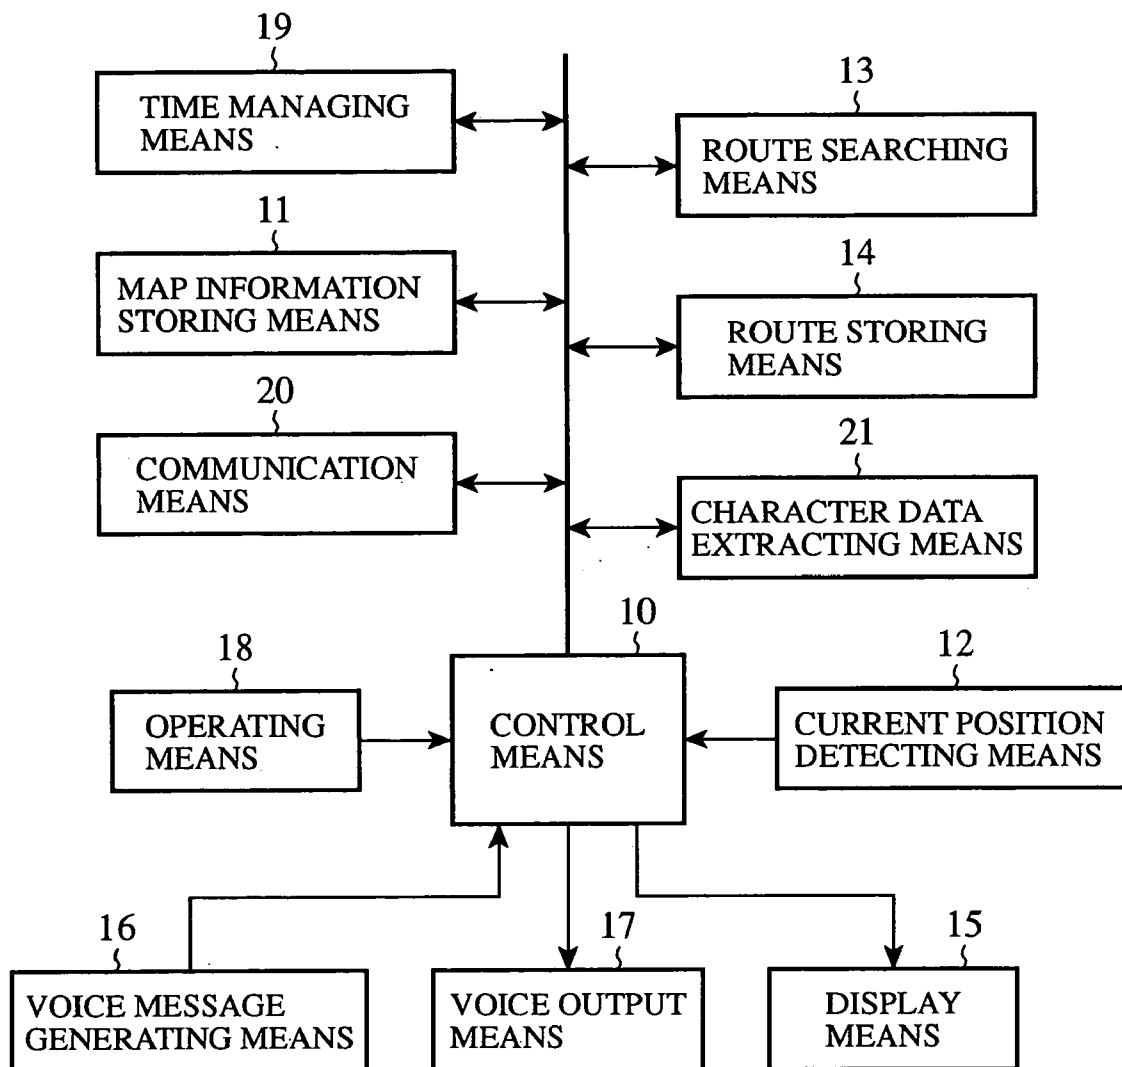 19
TIME MANAGING
MEANS
13
ROUTE SEARCHING
MEANS
11
MAP INFORMATION
STORING MEANS
14
ROUTE STORING
MEANS
20
COMMUNICATION
MEANS
21
CHARACTER DATA
EXTRACTING MEANS
10
CONTROL
MEANS
18
OPERATING
MEANS
12
CURRENT POSITION
DETECTING MEANS
16
VOICE MESSAGE
GENERATING MEANS
17
VOICE OUTPUT
MEANS
15
DISPLAY
MEANS